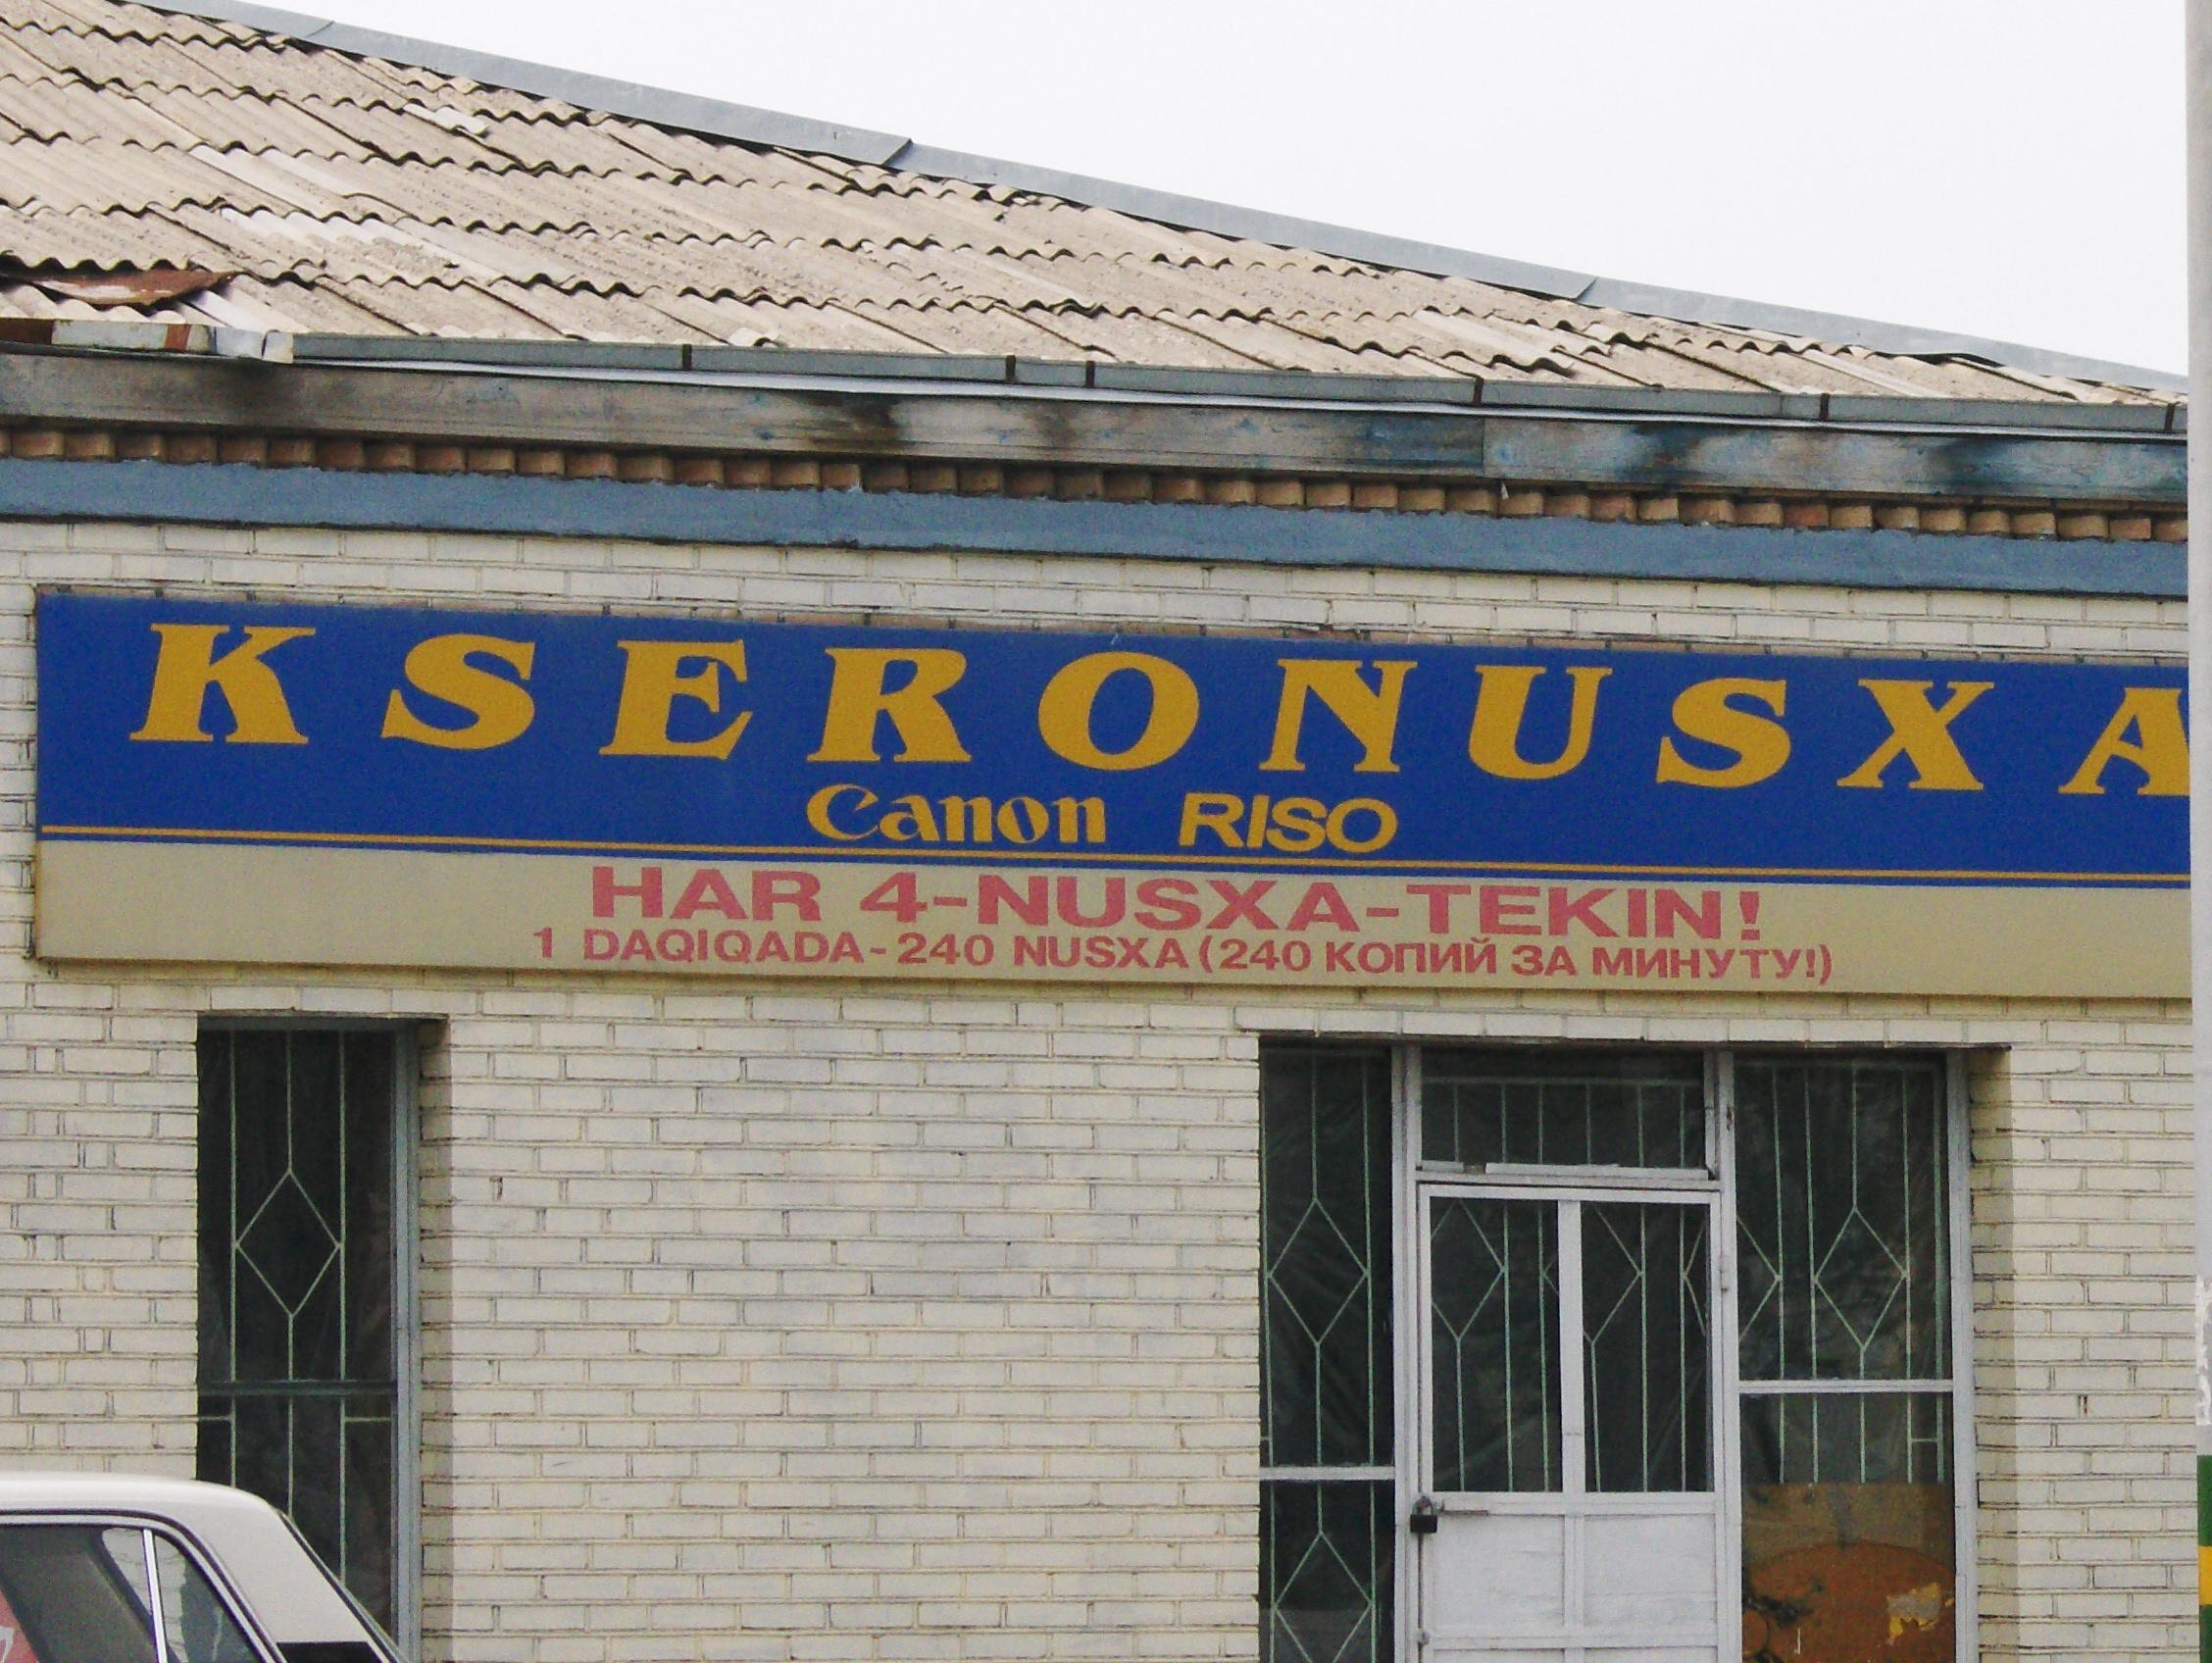 KSERONUSXA
Canon RISO
HAR 4-NUSXA-TEKIN!
1 DAQIQADA-240 NUSXA (240 КОПИЙ ЗА МИНУТУ!)